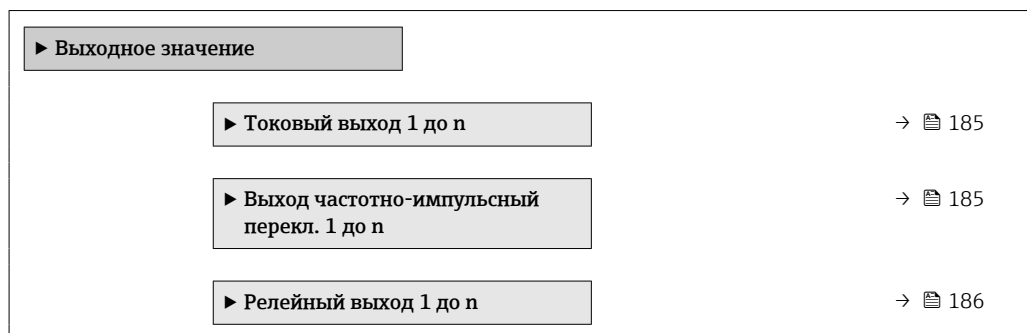 ▶ Выходное значение
▶ Токовый выход 1 до n → 185
▶ Выход частотно-импульсный → 185
перекл. 1 до n
▶ Релейный выход 1 до n → 186